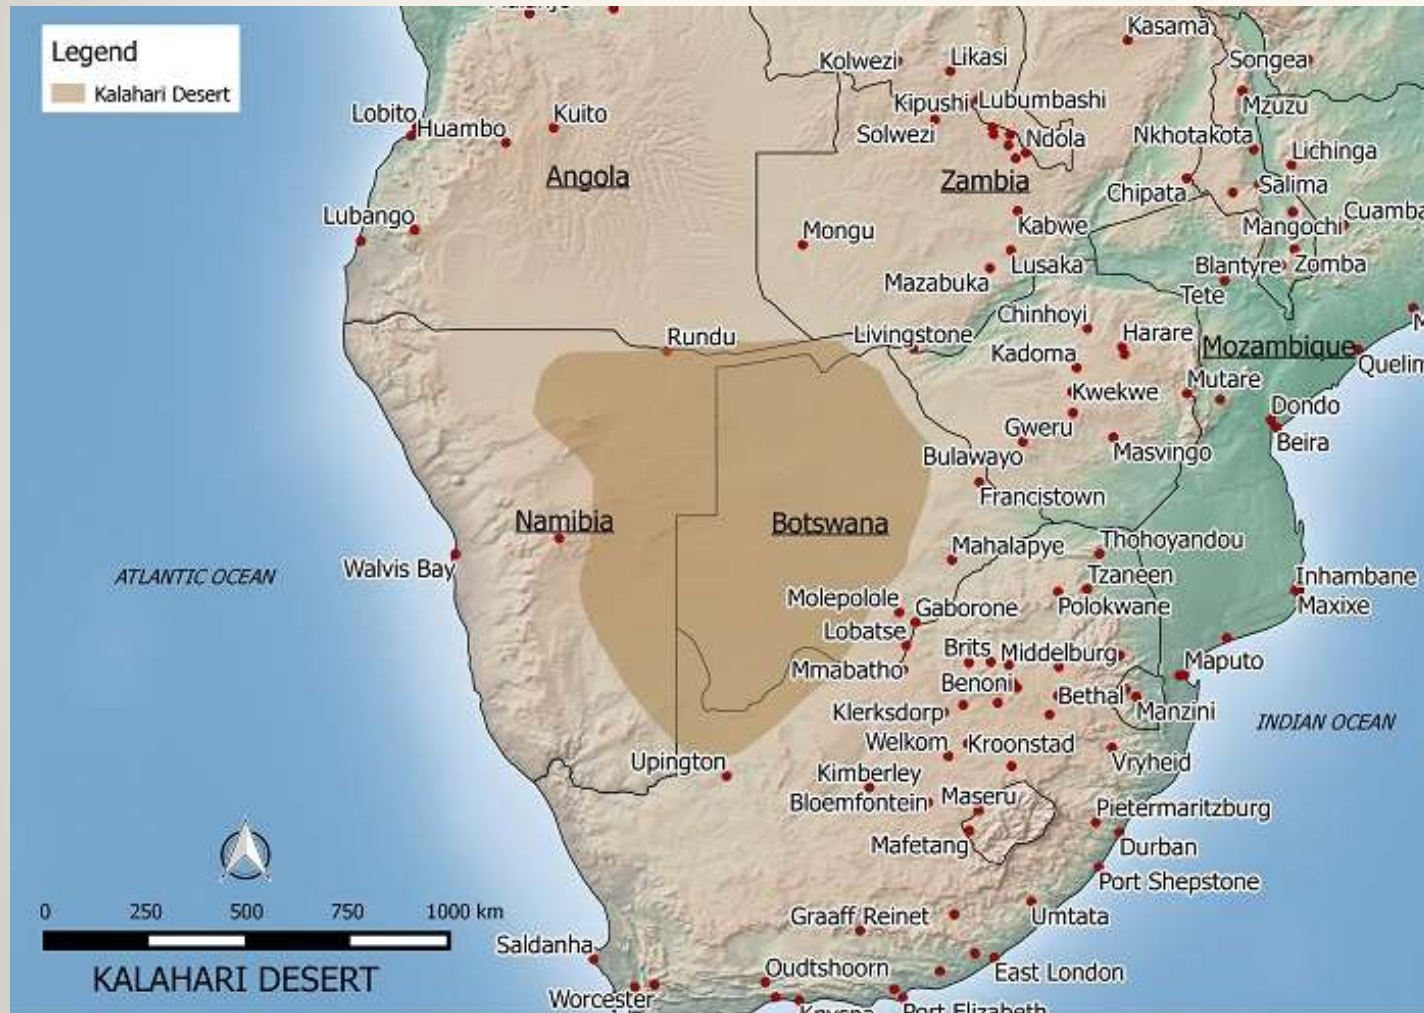 Legend
Kalahari Desert
Kasama
Kolwezi
Likasi
Songea
Kipushi
Lubumbashi
Mzuzu
Lobito
Huambo
Kuito
Solwezi
Ndola
Nkhotakota
Lichinga
Angola
Zambia
Chipata
Salima
Lubango
Mongu
Kabwe
Mangochi
Cuamba
Mazabuka
Lusaka
Blantyre
Zomba
Tete
Chinhoyi
Rundu
Livingstone
Harare
Kadoma
Mozambique
Quelim
Kwekwe
Mutare
Dondo
Gweru
Beira
Bulawayo
Masvingo
Francistown
Namibia
Botswana
Mahalapye
Thohoyandou
Walvis Bay
ATLANTIC OCEAN
Tzaneen
Inhambane
Molepolole
Gaborone
Polokwane
Maxixe
Lobatse
Brits
Middelburg
Mmabatho
Maputo
Benoni
Bethal
Manzini
Klerksdorp
INDIAN OCEAN
Welkom
Kroonstad
Upington
Vryheid
Kimberley
Bloemfontein
Maseru
Pietermaritzburg
Mafetang
Durban
Port Shepstone
0 250 500 750 1000 km
Graaff Reinet
Umtata
Saldanha
KALAHARI DESERT
Oudtshoorn
East London
Worcester
Knysna
Port Elizabeth